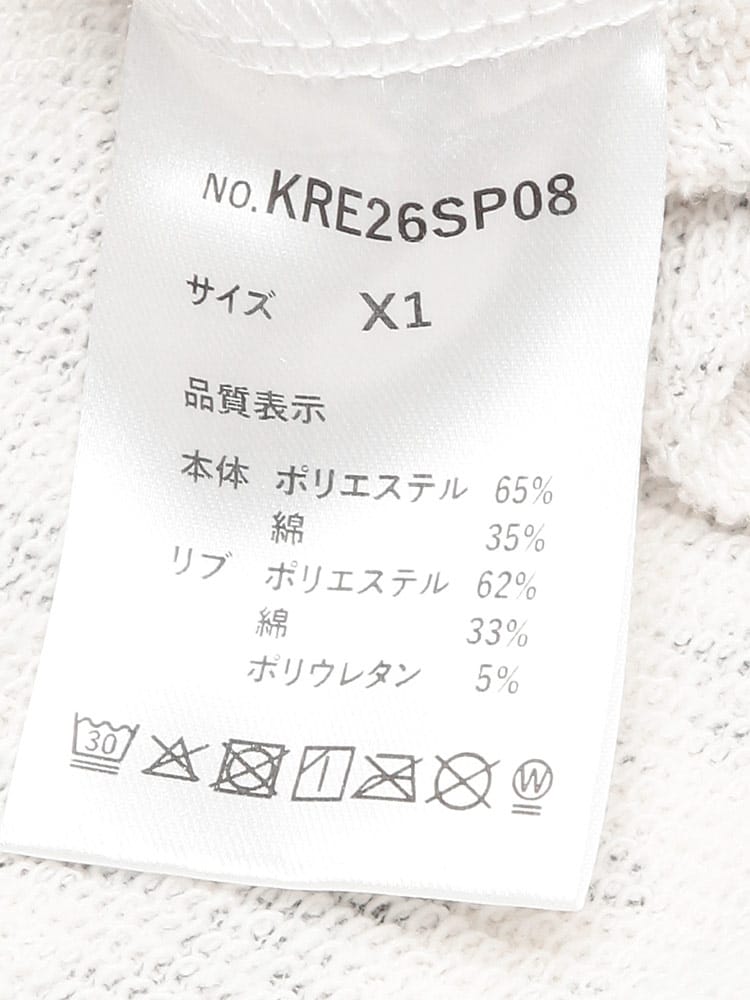 NO.KRE26SP08
サイズ X1
品質表示
本体 ポリエステル 65%
綿 35%
リブ ポリエステル 62%
綿 33%
ポリウレタン 5%
30 W